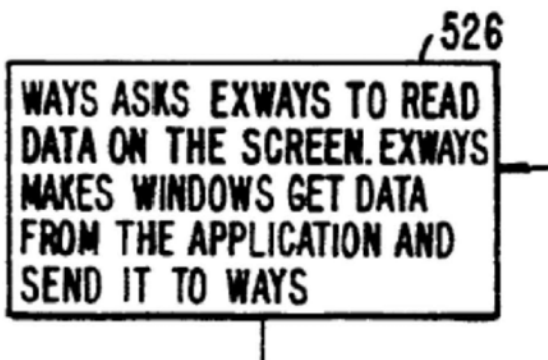 526
WAYS ASKS EXWAYS TO READ
DATA ON THE SCREEN. EXWAYS
MAKES WINDOWS GET DATA
FROM THE APPLICATION AND
SEND IT TO WAYS